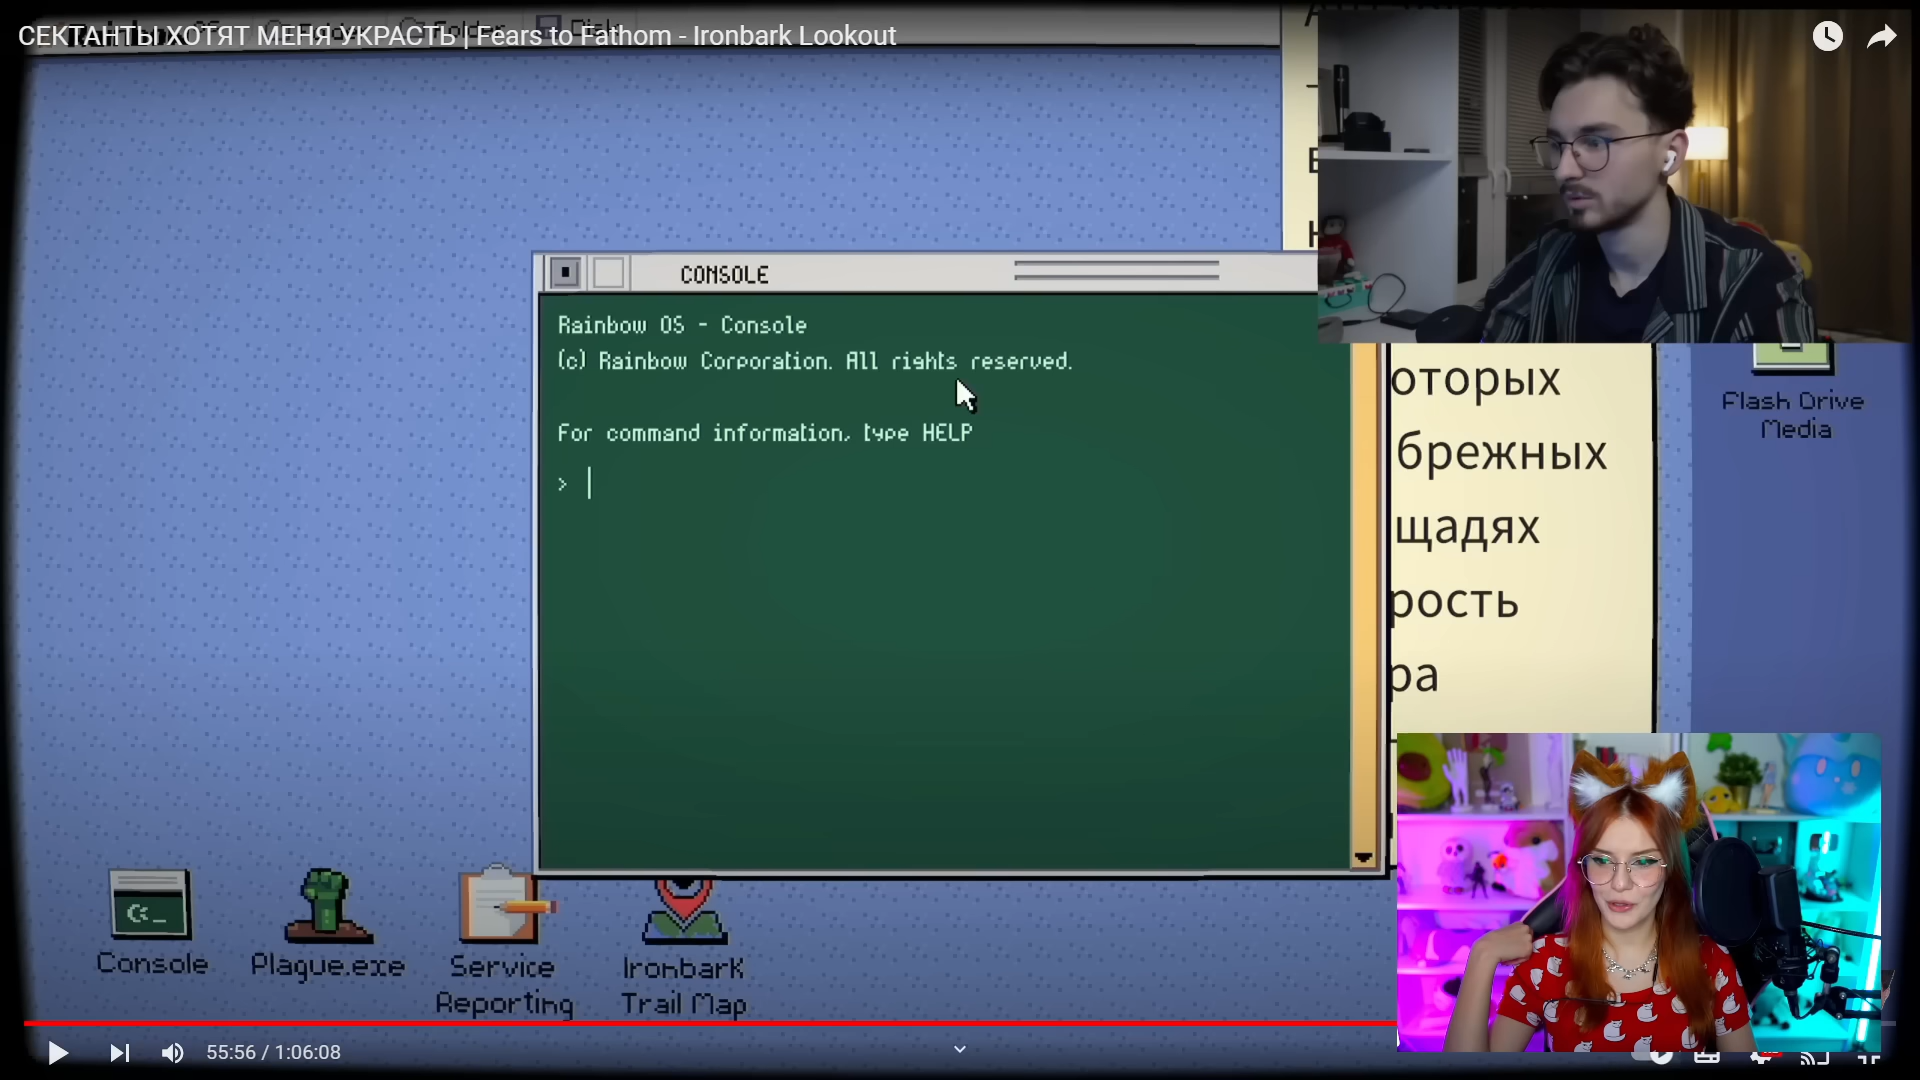 СЕКТАНТЫ ХОТЯТ МЕНЯ УКРАСТЬ | Fears to Fathom - Ironbark Lookout
CONSOLE
Rainbow OS - Console
(c) Rainbow Corporation. All rights reserved.
For command information, type HELP
>
оторых
брежных
щадях
рость
ра
Flash Drive
Media
Console
Plague.exe
Service
Reporting
Ironbark
Trail Map
55:56 / 1:06:08